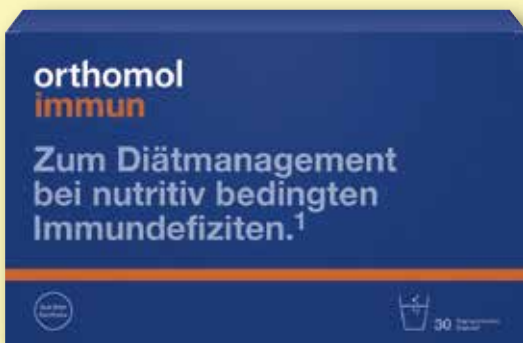 orthomol
immun
Zum Diätmanagement
bei nutritiv bedingten
Immundefiziten.¹
30